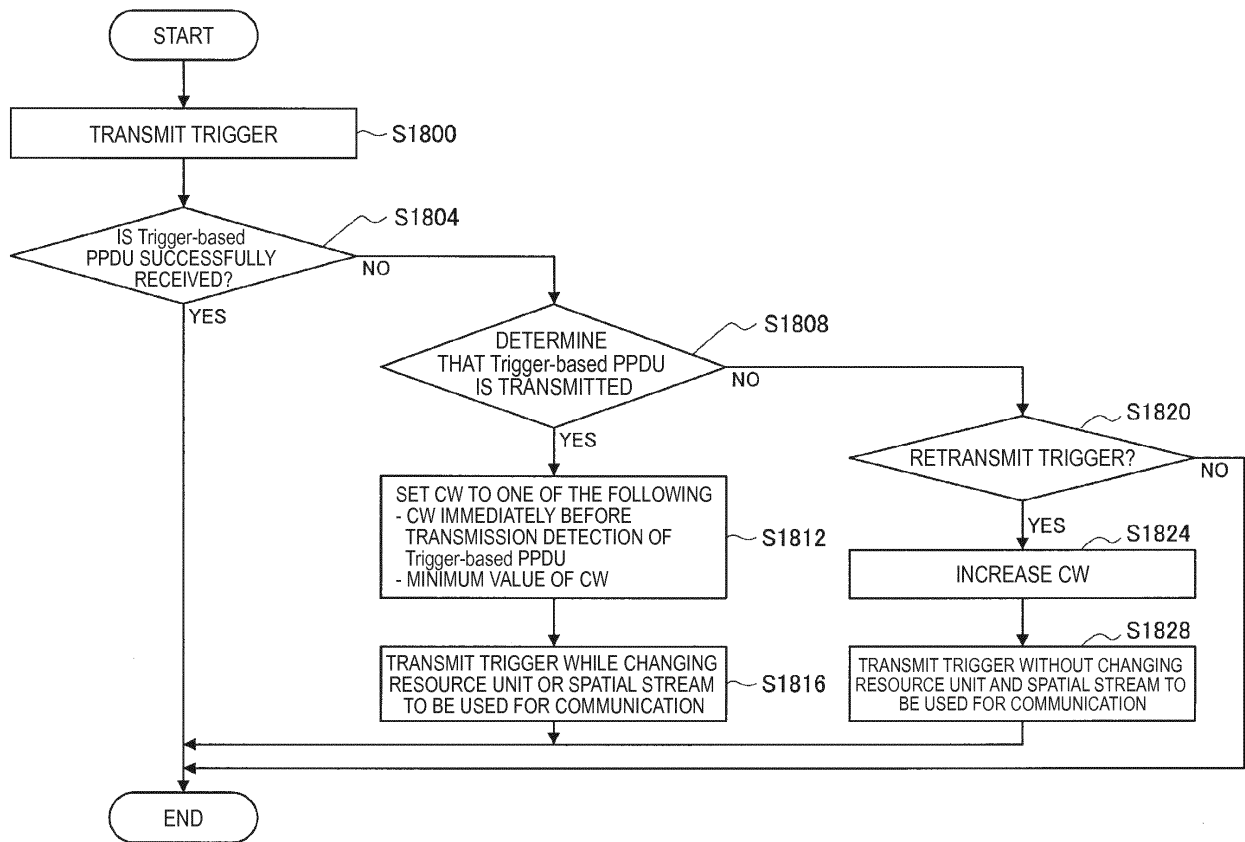 START
TRANSMIT TRIGGER
S1800
IS Trigger-based
PPDU SUCCESSFULLY
RECEIVED?
S1804
NO
YES
DETERMINE
THAT Trigger-based PPDU
IS TRANSMITTED
S1808
NO
YES
RETRANSMIT TRIGGER?
S1820
NO
YES
SET CW TO ONE OF THE FOLLOWING
- CW IMMEDIATELY BEFORE
TRANSMISSION DETECTION OF
Trigger-based PPDU
- MINIMUM VALUE OF CW
S1812
INCREASE CW
S1824
TRANSMIT TRIGGER WHILE CHANGING
RESOURCE UNIT OR SPATIAL STREAM
TO BE USED FOR COMMUNICATION
S1816
TRANSMIT TRIGGER WITHOUT CHANGING
RESOURCE UNIT AND SPATIAL STREAM TO
BE USED FOR COMMUNICATION
S1828
END